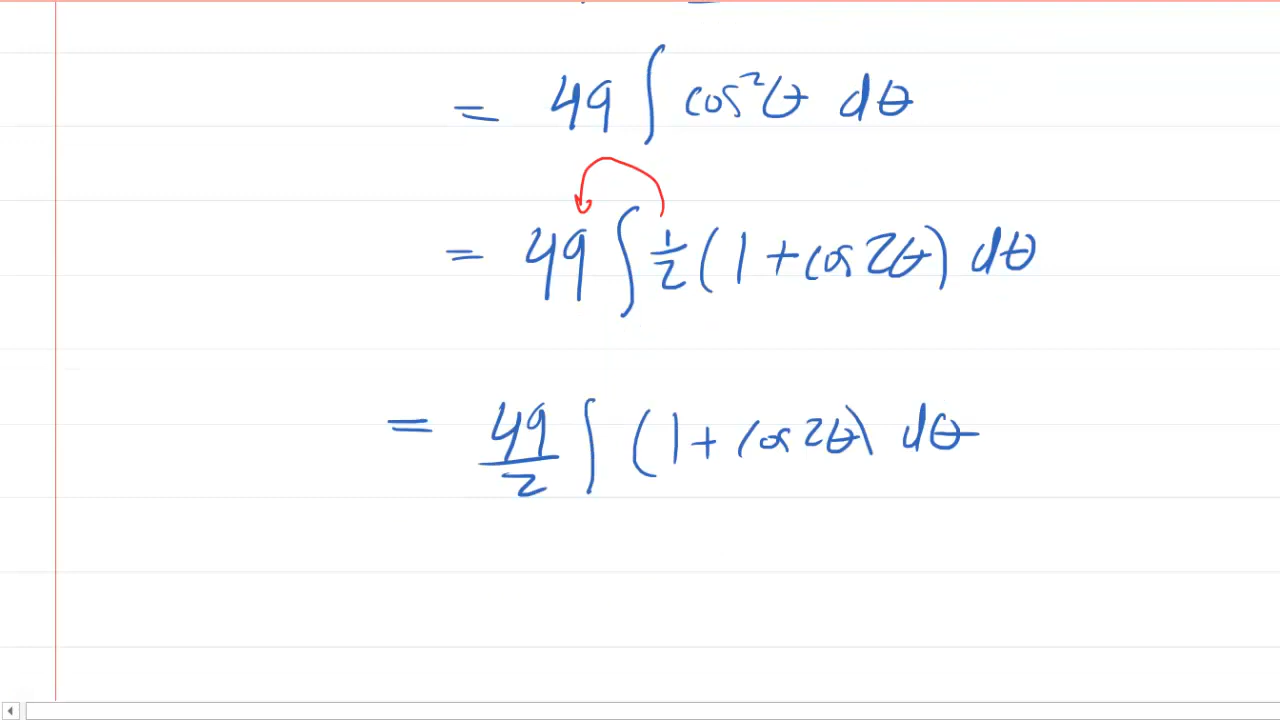 = 49 ∫ cos²θ dθ
= 49 ∫ ½ (1 + cos 2θ) dθ
= 49/2 ∫ (1 + cos 2θ) dθ